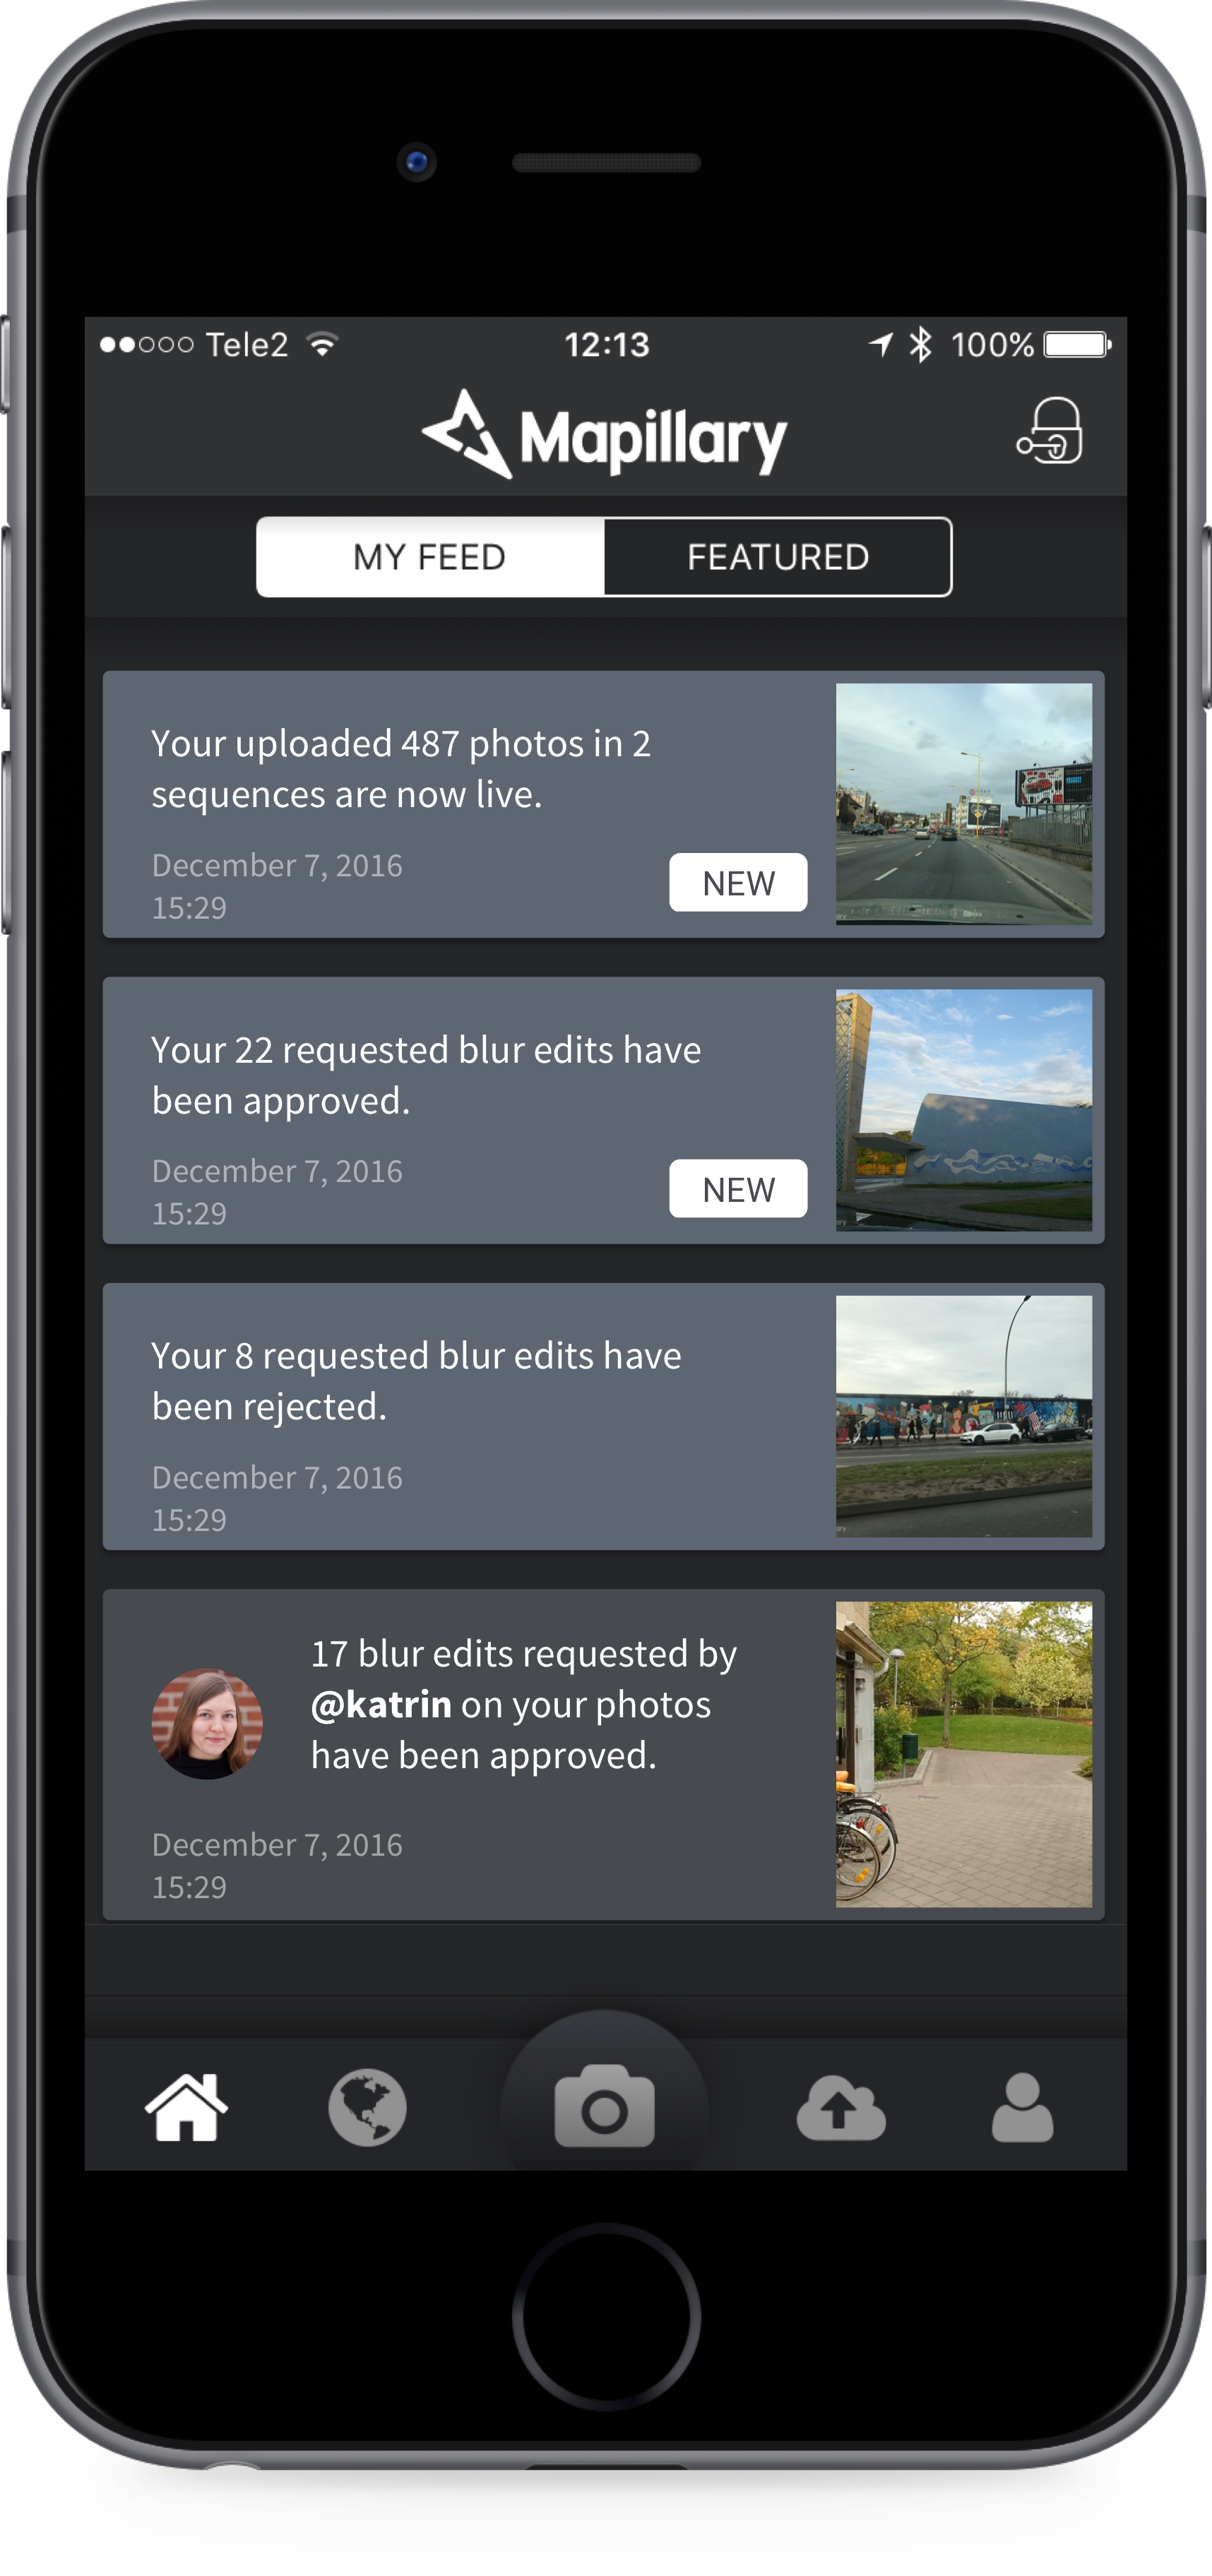 Tele2 12:13 100%
Mapillary
MY FEED FEATURED
Your uploaded 487 photos in 2
sequences are now live.
December 7, 2016
15:29
NEW
Your 22 requested blur edits have
been approved.
December 7, 2016
15:29
NEW
Your 8 requested blur edits have
been rejected.
December 7, 2016
15:29
17 blur edits requested by
@katrin on your photos
have been approved.
December 7, 2016
15:29